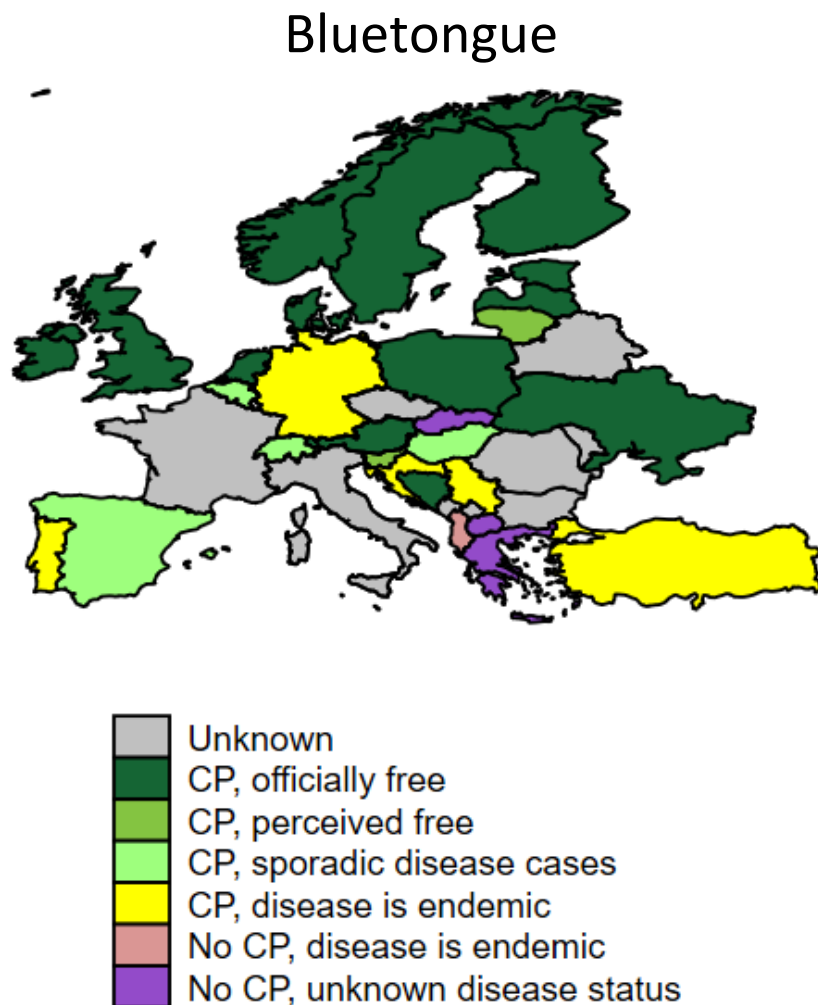 Bluetongue
Unknown
CP, officially free
CP, perceived free
CP, sporadic disease cases
CP, disease is endemic
No CP, disease is endemic
No CP, unknown disease status